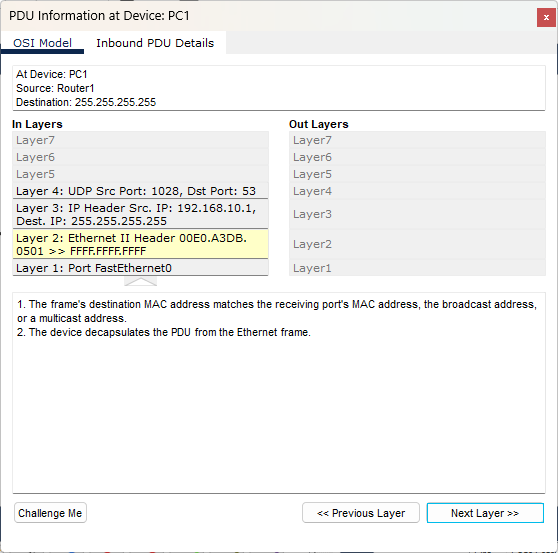 PDU Information at Device: PC1
x
OSI Model Inbound PDU Details
At Device: PC1
Source: Router1
Destination: 255.255.255.255
In Layers
Layer7
Layer6
Layer5
Layer 4: UDP Src Port: 1028, Dst Port: 53
Layer 3: IP Header Src. IP: 192.168.10.1,
Dest. IP: 255.255.255.255
Layer 2: Ethernet II Header 00E0.A3DB.
0501 >> FFFF.FFFF.FFFF
Layer 1: Port FastEthernet0
Out Layers
Layer7
Layer6
Layer5
Layer4
Layer3
Layer2
Layer1
1. The frame's destination MAC address matches the receiving port's MAC address, the broadcast address,
or a multicast address.
2. The device decapsulates the PDU from the Ethernet frame.
Challenge Me << Previous Layer Next Layer >>